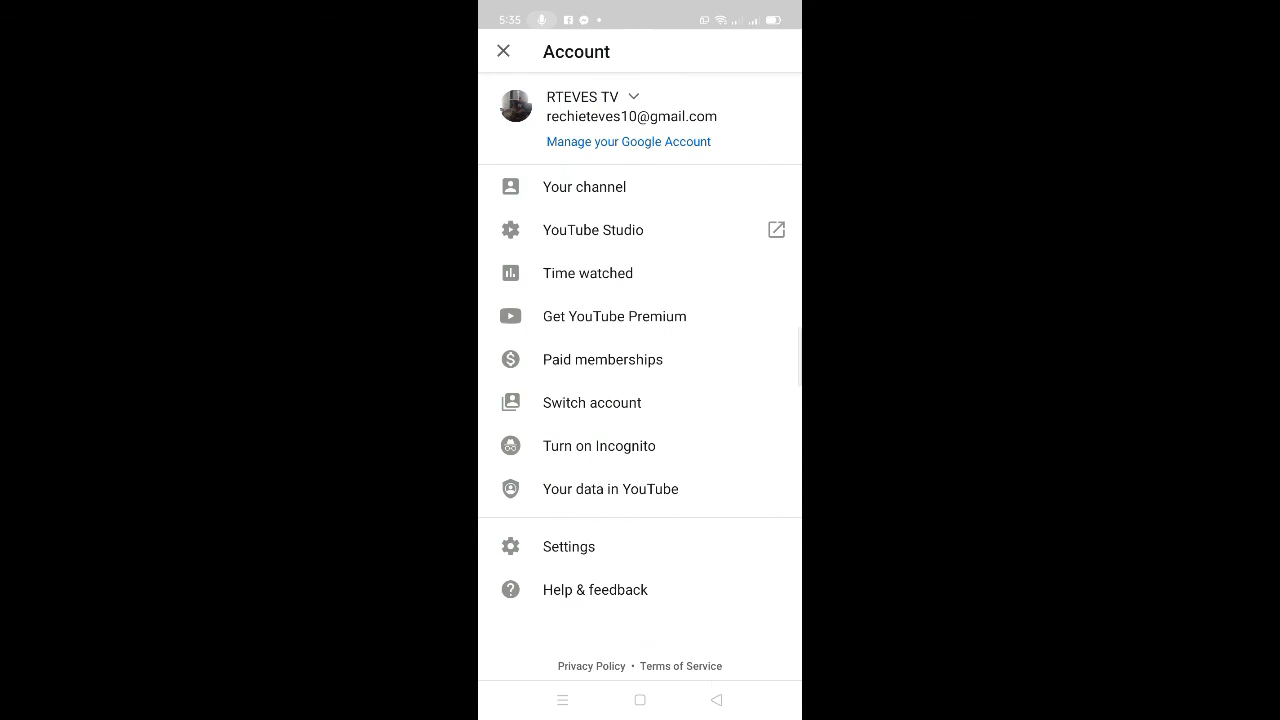 5:35
Account
RTEVES TV
rechieteves10@gmail.com
Manage your Google Account
Your channel
YouTube Studio
Time watched
Get YouTube Premium
Paid memberships
Switch account
Turn on Incognito
Your data in YouTube
Settings
Help & feedback
Privacy Policy • Terms of Service